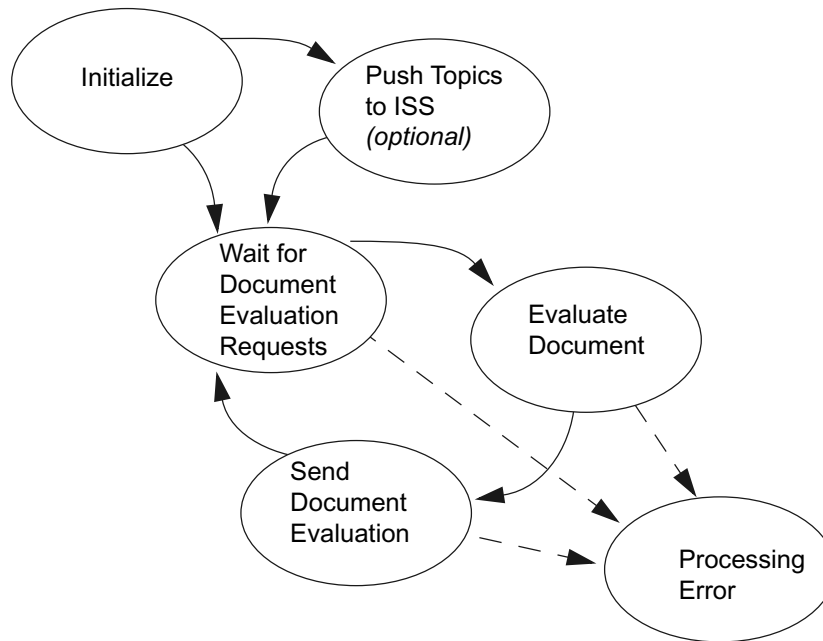 Initialize
Push Topics
to ISS
(optional)
Wait for
Document
Evaluation
Requests
Evaluate
Document
Send
Document
Evaluation
Processing
Error